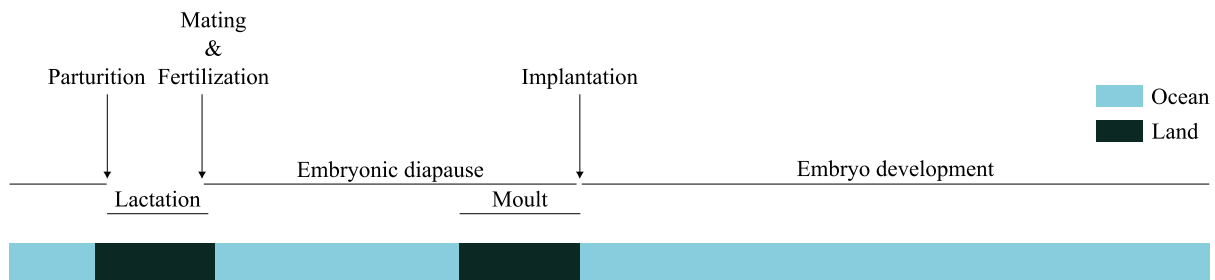 Mating
&
Parturition Fertilization
Implantation
Ocean
Land
Embryonic diapause
Embryo development
Lactation
Moult